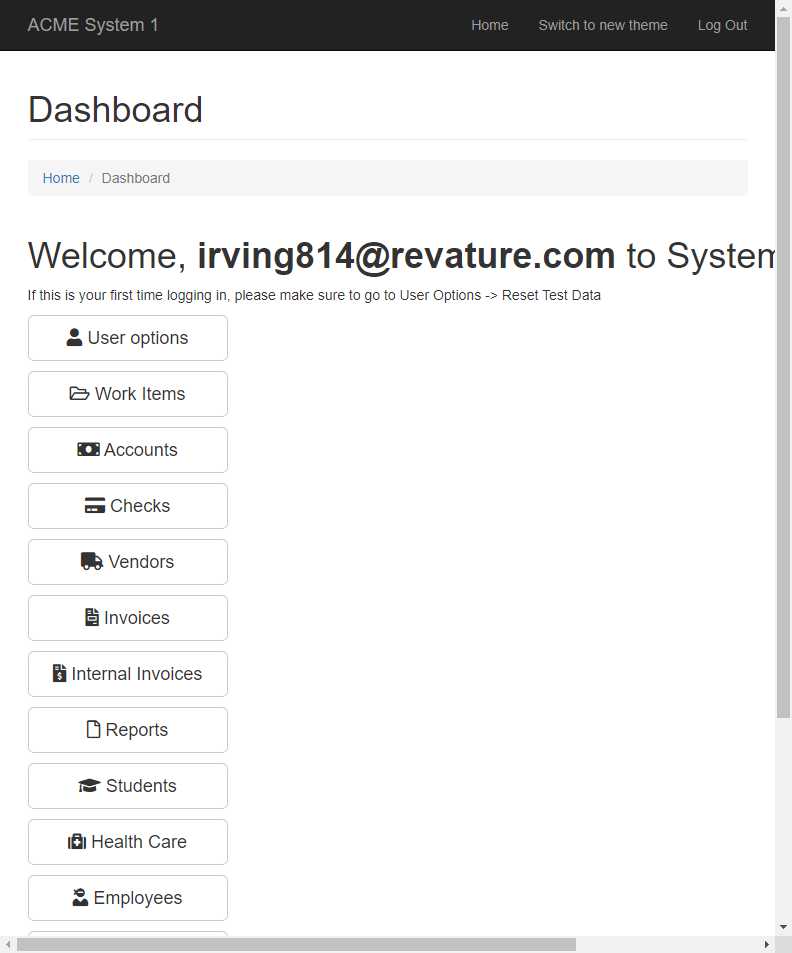 ACME System 1
Home
Switch to new theme
Log Out
Dashboard
Home / Dashboard
Welcome, irving814@revature.com to System
If this is your first time logging in, please make sure to go to User Options -> Reset Test Data
User options
Work Items
Accounts
Checks
Vendors
Invoices
Internal Invoices
Reports
Students
Health Care
Employees